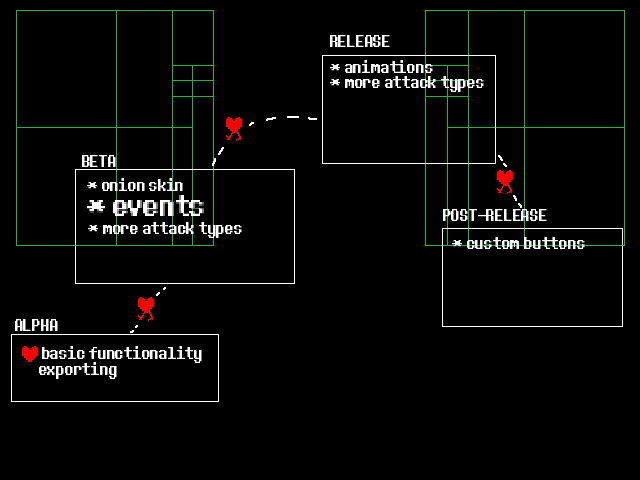 RELEASE
* animations
* more attack types
BETA
* onion skin
* events
* more attack types
POST-RELEASE
* custom buttons
ALPHA
basic functionality
exporting